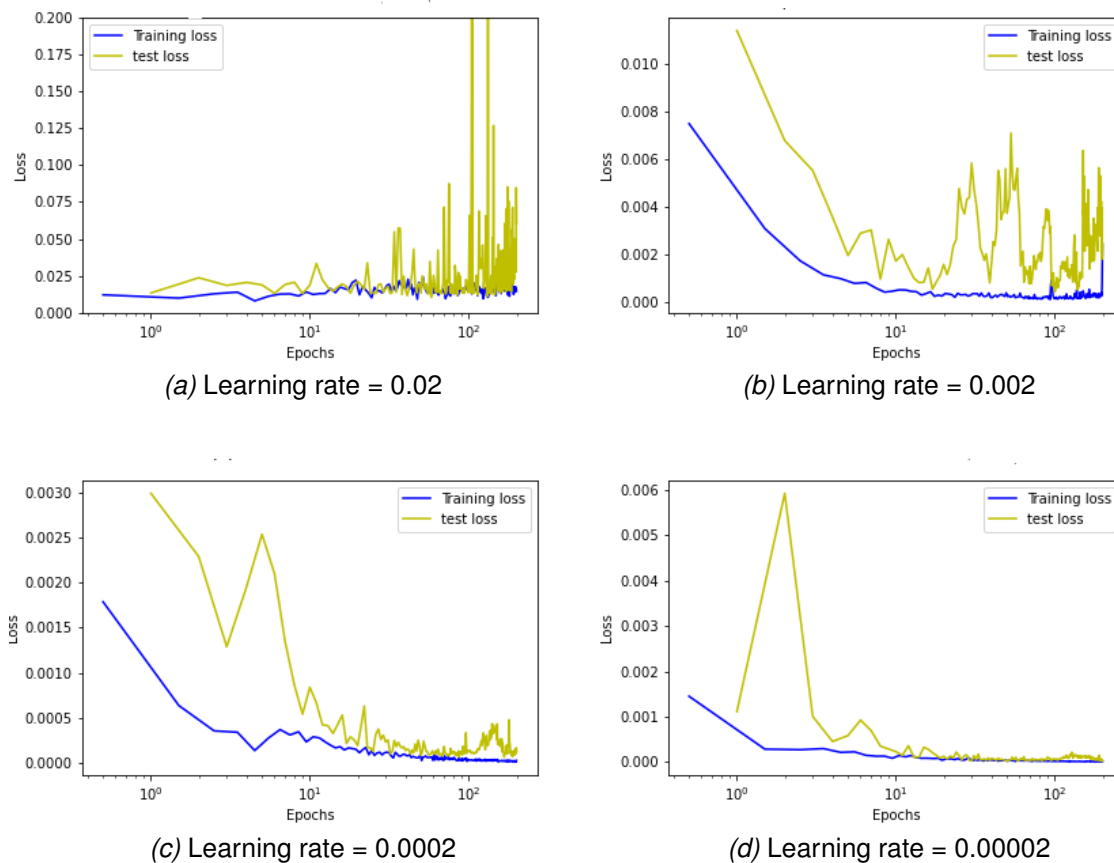 0.200
0.175
0.150
0.125
0.100
0.075
0.050
0.025
0.000
Loss
Training loss
test loss
10⁰ 10¹ 10²
Epochs
(a) Learning rate = 0.02
0.010
0.008
0.006
0.004
0.002
0.000
Loss
Training loss
test loss
10⁰ 10¹ 10²
Epochs
(b) Learning rate = 0.002
0.0030
0.0025
0.0020
0.0015
0.0010
0.0005
0.0000
Loss
Training loss
test loss
10⁰ 10¹ 10²
Epochs
(c) Learning rate = 0.0002
0.006
0.005
0.004
0.003
0.002
0.001
0.000
Loss
Training loss
test loss
10⁰ 10¹ 10²
Epochs
(d) Learning rate = 0.00002